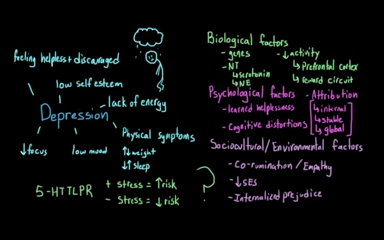 feeling helpless + discouraged
low self esteem
lack of energy
Depression
Physical symptoms
↑↓ weight
↓↑ sleep
↓ focus
low mood
5-HTTLPR + stress = ↑ risk
- stress = ↓ risk
?
Biological factors
- genes
- NT
↳ serotonin
↳ NE
- ↓ activity
↳ Prefrontal cortex
↳ reward circuit
Psychological factors
- learned helplessness
- Cognitive distortions
- Attribution
↳ internal
↳ stable
↳ global
Sociocultural/Environmental factors
- Co-rumination / Empathy
- ↓ SES
- Internalized prejudice